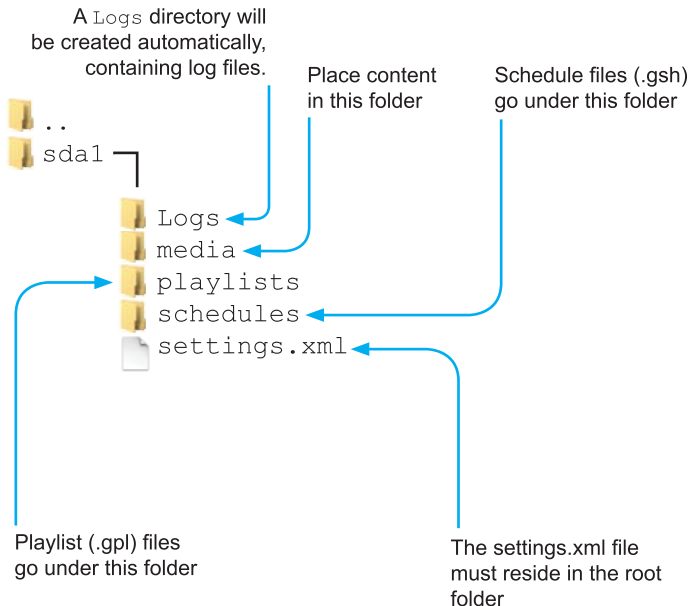 A Logs directory will
be created automatically,
containing log files.
Place content
in this folder
Schedule files (.gsh)
go under this folder
..
sda1
Logs
media
playlists
schedules
settings.xml
Playlist (.gpl) files
go under this folder
The settings.xml file
must reside in the root
folder